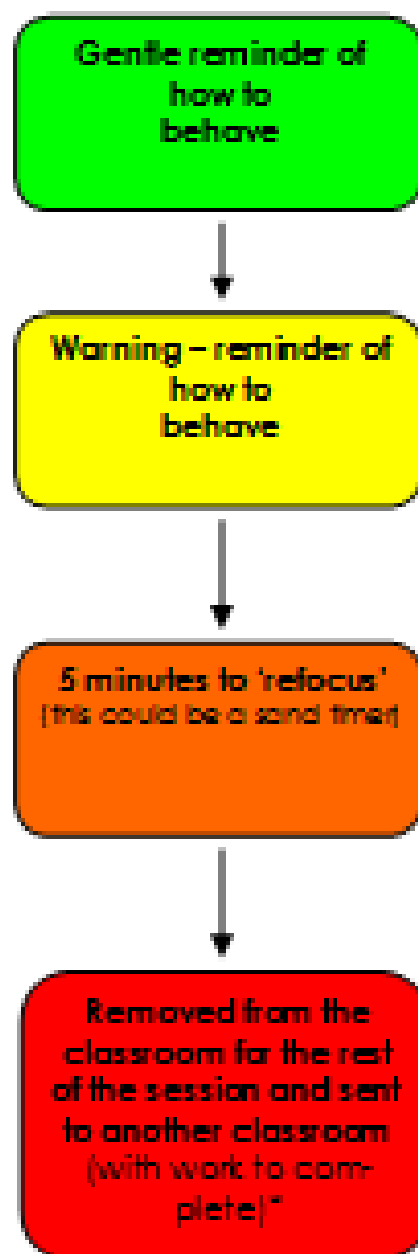 Gentle reminder of
how to
behave
Warning – reminder of
how to
behave
5 minutes to ‘refocus’
(this could be a sand timer)
Removed from the
classroom for the rest
of the session and sent
to another classroom
(with work to com-
plete)*